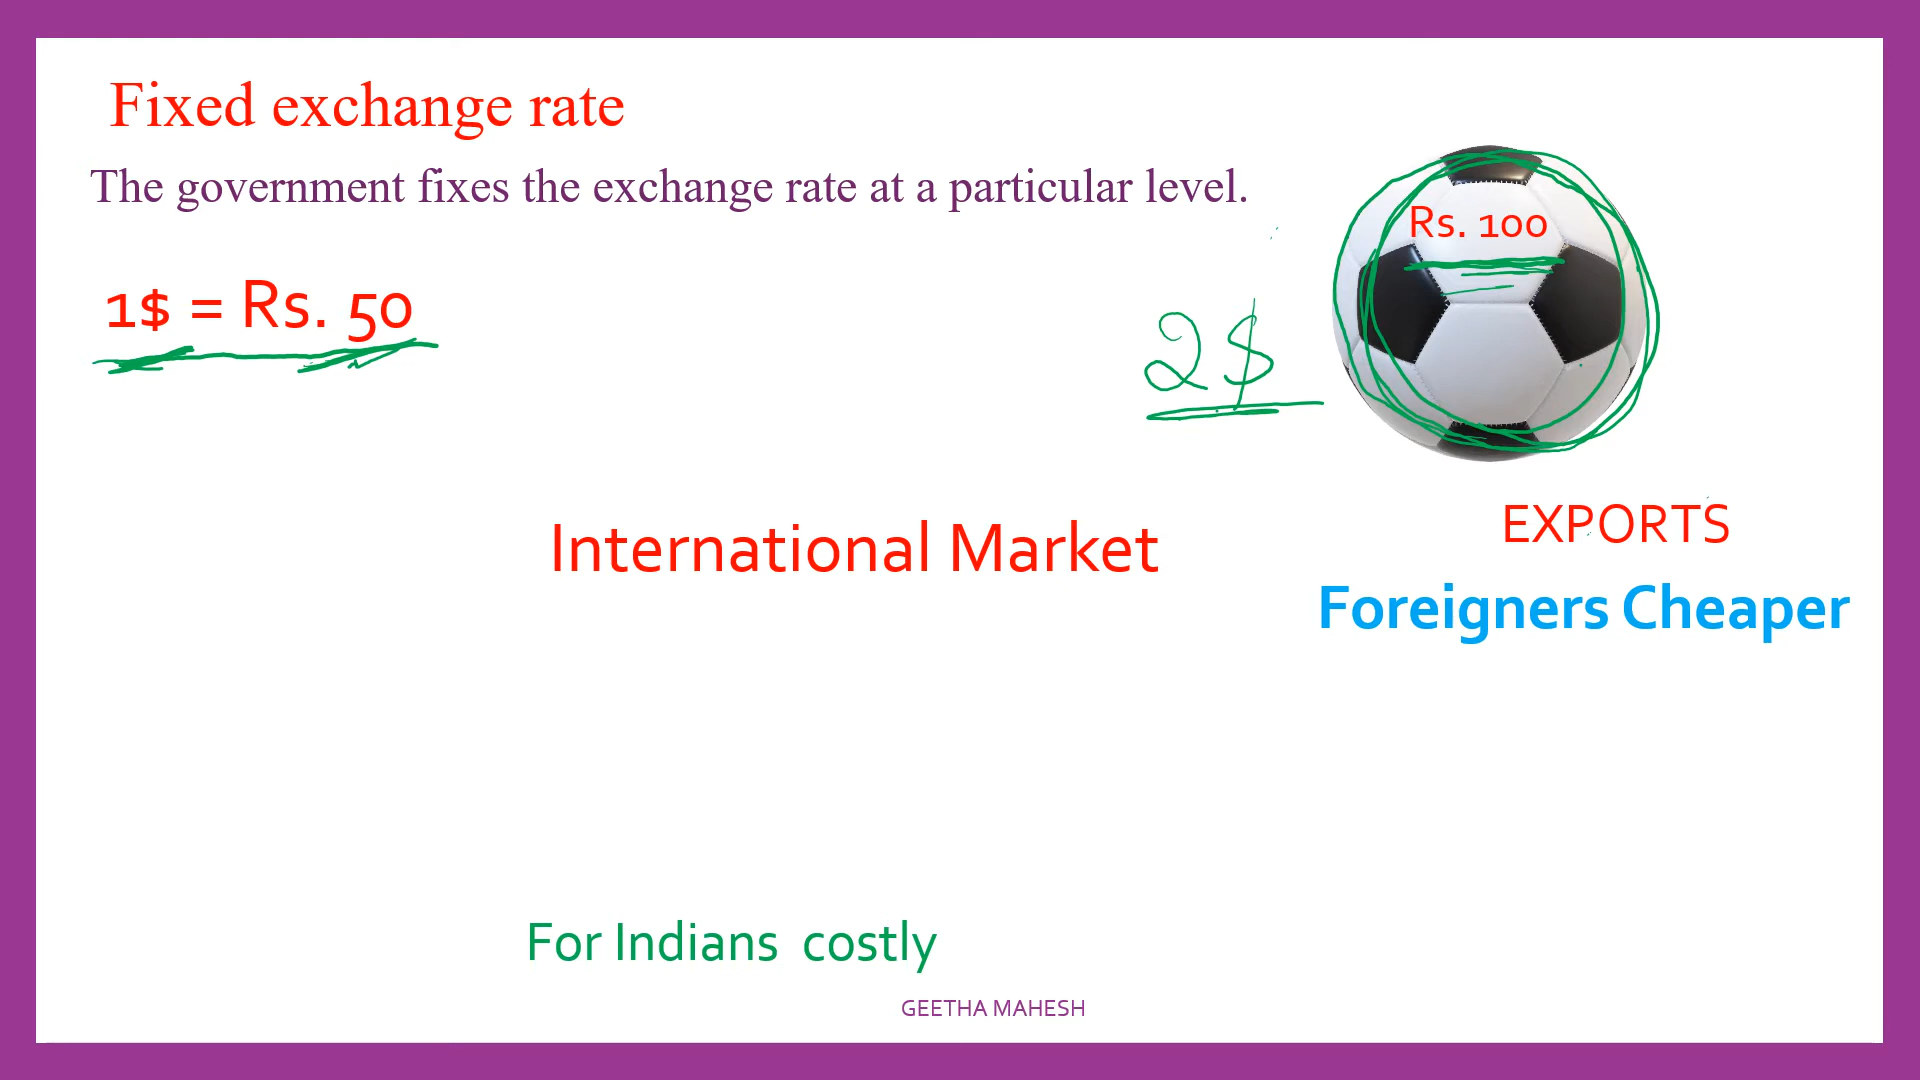 Fixed exchange rate
The government fixes the exchange rate at a particular level.
Rs. 100
1$ = Rs. 50
2$
International Market
EXPORTS
Foreigners Cheaper
For Indians costly
GEETHA MAHESH